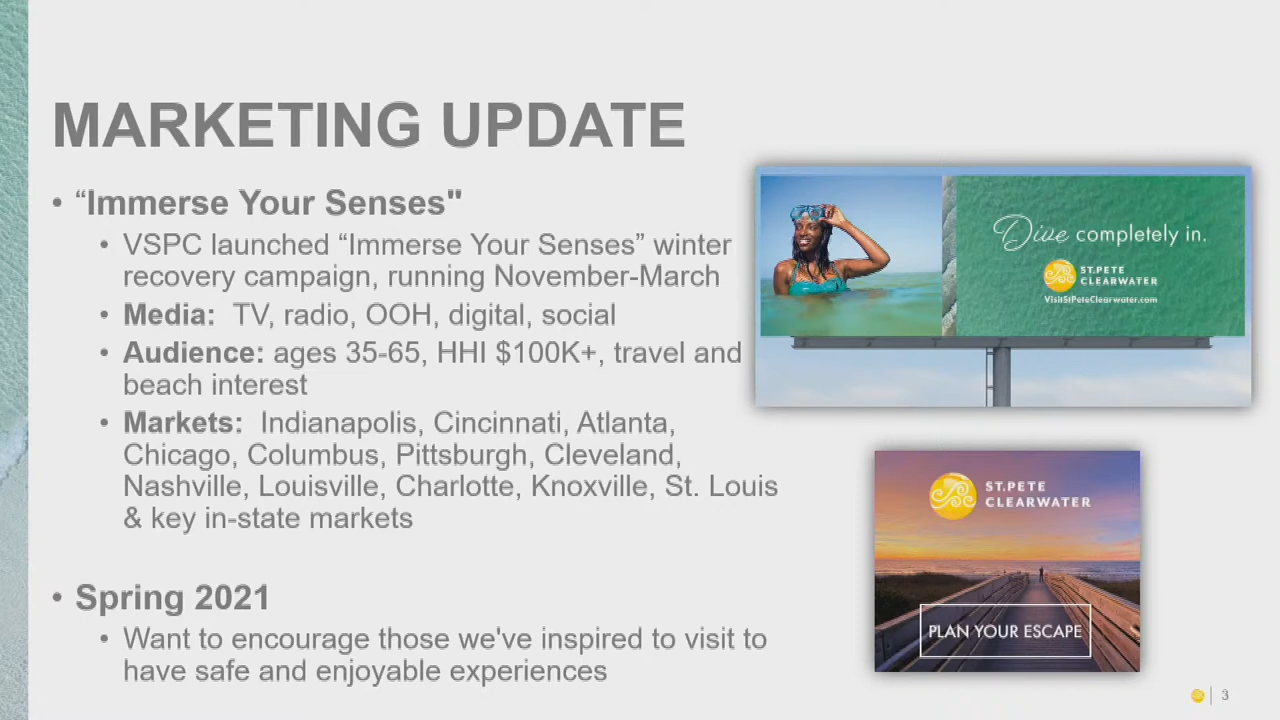 MARKETING UPDATE
• “Immerse Your Senses"
• VSPC launched “Immerse Your Senses” winter
recovery campaign, running November-March
• Media: TV, radio, OOH, digital, social
• Audience: ages 35-65, HHI $100K+, travel and
beach interest
• Markets: Indianapolis, Cincinnati, Atlanta,
Chicago, Columbus, Pittsburgh, Cleveland,
Nashville, Louisville, Charlotte, Knoxville, St. Louis
& key in-state markets
• Spring 2021
• Want to encourage those we've inspired to visit to
have safe and enjoyable experiences
Dive completely in.
ST.PETE
CLEARWATER
VisitStPeteClearwater.com
ST.PETE
CLEARWATER
PLAN YOUR ESCAPE
3